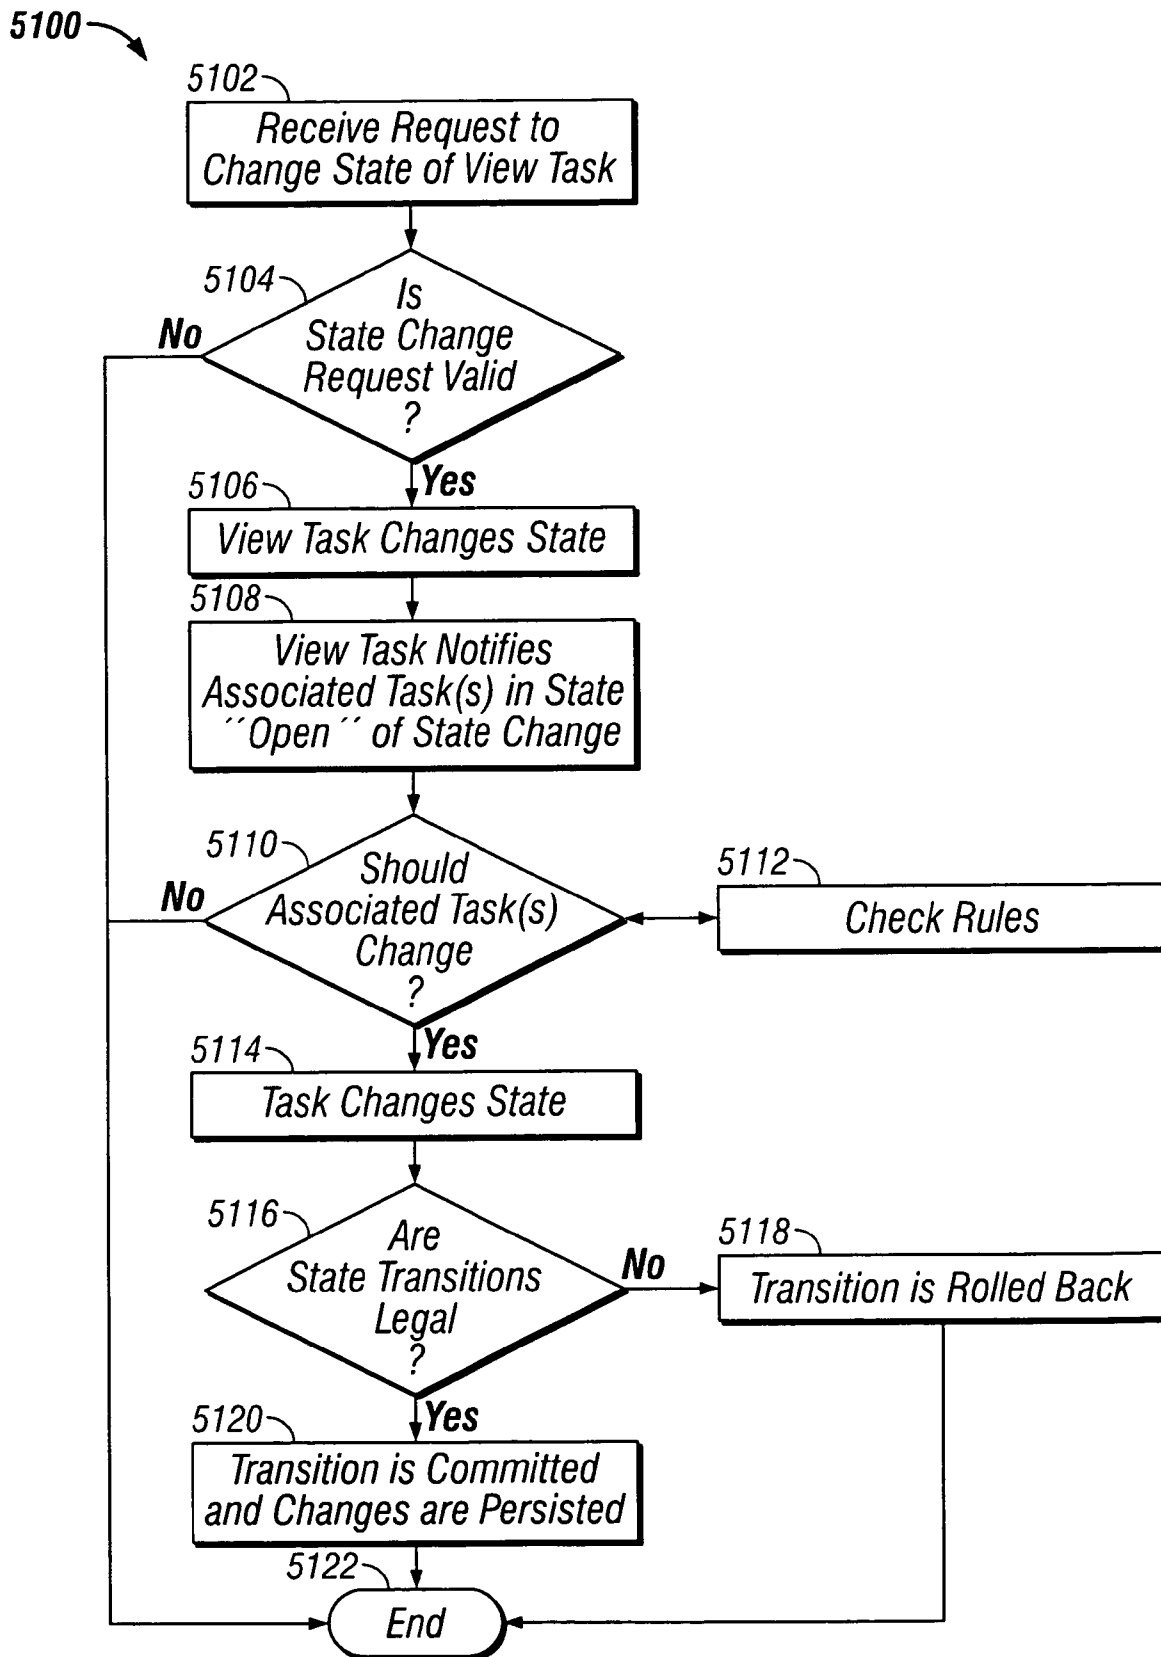 5100
5102
Receive Request to
Change State of View Task
5104
Is
State Change
Request Valid
?
No
Yes
5106
View Task Changes State
5108
View Task Notifies
Associated Task(s) in State
´´Open´´ of State Change
5110
Should
Associated Task(s)
Change
?
No
5112
Check Rules
Yes
5114
Task Changes State
5116
Are
State Transitions
Legal
?
No
5118
Transition is Rolled Back
Yes
5120
Transition is Committed
and Changes are Persisted
5122
End